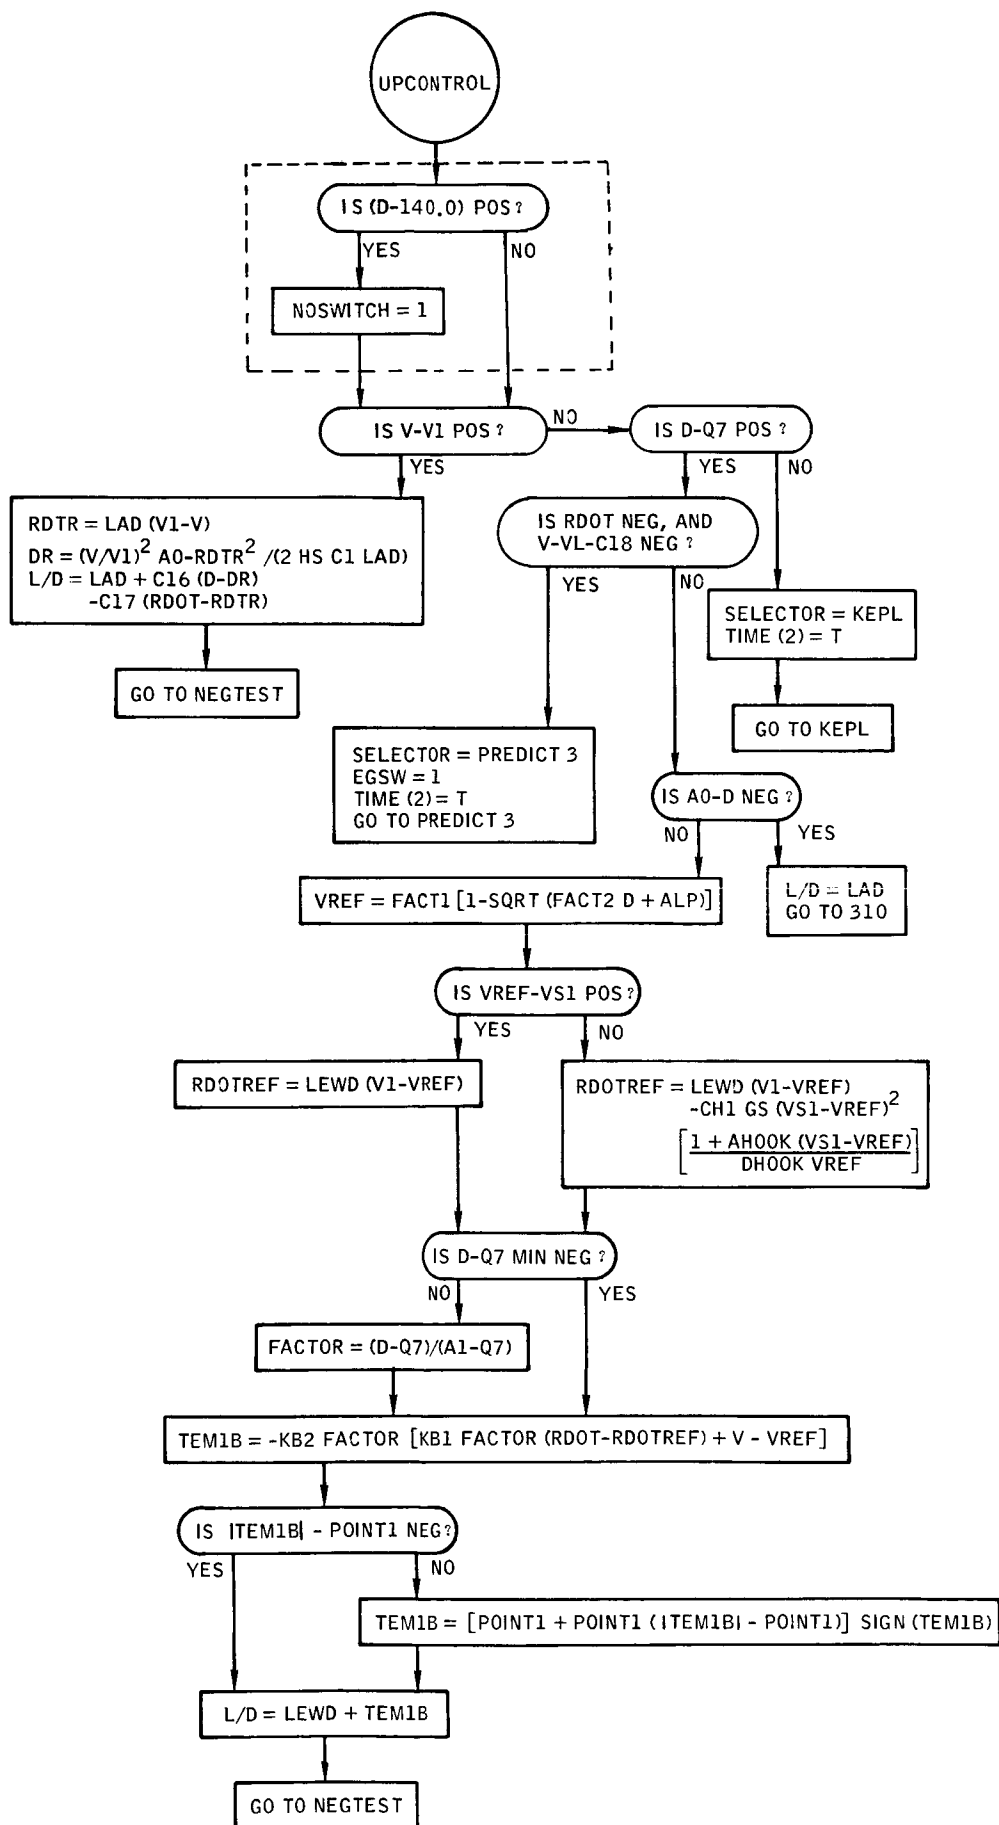 UPCONTROL
IS (D-140.0) POS?
YES
NO
NOSWITCH = 1
IS V-V1 POS?
NO
IS D-Q7 POS?
YES
YES
NO
RDTR = LAD (V1-V)
DR = (V/V1)² A0-RDTR² /(2 HS C1 LAD)
L/D = LAD + C16 (D-DR)
-C17 (RDOT-RDTR)
IS RDOT NEG, AND
V-VL-C18 NEG?
YES
NO
SELECTOR = KEPL
TIME (2) = T
GO TO NEGTEST
GO TO KEPL
SELECTOR = PREDICT 3
EGSW = 1
TIME (2) = T
GO TO PREDICT 3
IS A0-D NEG?
NO
YES
VREF = FACT1 [1-SQRT (FACT2 D + ALP)]
L/D = LAD
GO TO 310
IS VREF-VS1 POS?
YES
NO
RDOTREF = LEWD (V1-VREF)
RDOTREF = LEWD (V1-VREF)
-CH1 GS (VS1-VREF)²
[1 + AHOOK (VS1-VREF)
DHOOK VREF]
IS D-Q7 MIN NEG?
NO
YES
FACTOR = (D-Q7)/(A1-Q7)
TEM1B = -KB2 FACTOR [KB1 FACTOR (RDOT-RDOTREF) + V - VREF]
IS |TEM1B| - POINT1 NEG?
YES
NO
TEM1B = [POINT1 + POINT1 (|TEM1B| - POINT1)] SIGN (TEM1B)
L/D = LEWD + TEM1B
GO TO NEGTEST